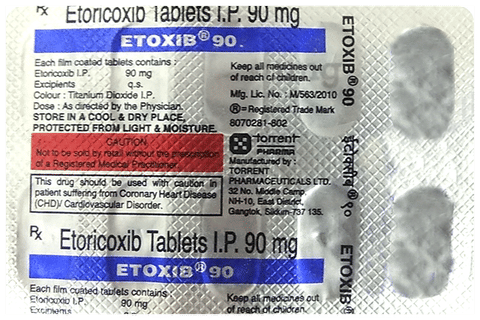 Rx Etoricoxib Tablets I.P. 90 mg
ETOXIB® 90
Each film coated tablets contains :
Etoricoxib I.P. 90 mg
Excipients q.s.
Colour : Titanium Dioxide I.P.
Dose : As directed by the Physician.
STORE IN A COOL & DRY PLACE,
PROTECTED FROM LIGHT & MOISTURE.
CAUTION
Not to be sold by retail without the prescription
of a Registered Medical Practitioner.
This drug should be used with caution in
patient suffering from Coronary Heart Disease
(CHD)/ Cardiovascular Disorder.
Keep all medicines out
of reach of children.
Mfg. Lic. No. : M/563/2010
®=Registered Trade Mark
8070281-802
torrent
PHARMA
Manufactured by :
TORRENT
PHARMACEUTICALS LTD.
32 No. Middle Camp,
NH-10, East District,
Gangtok, Sikkim-737 135.
ETOXIB® 90
९०
ETOXIB® 90
Rx Etoricoxib Tablets I.P. 90 mg
ETOXIB® 90
Each film coated tablets contains
Etoricoxib I.P. 90 mg
Excipients
Keep all medicines out
of reach of children.